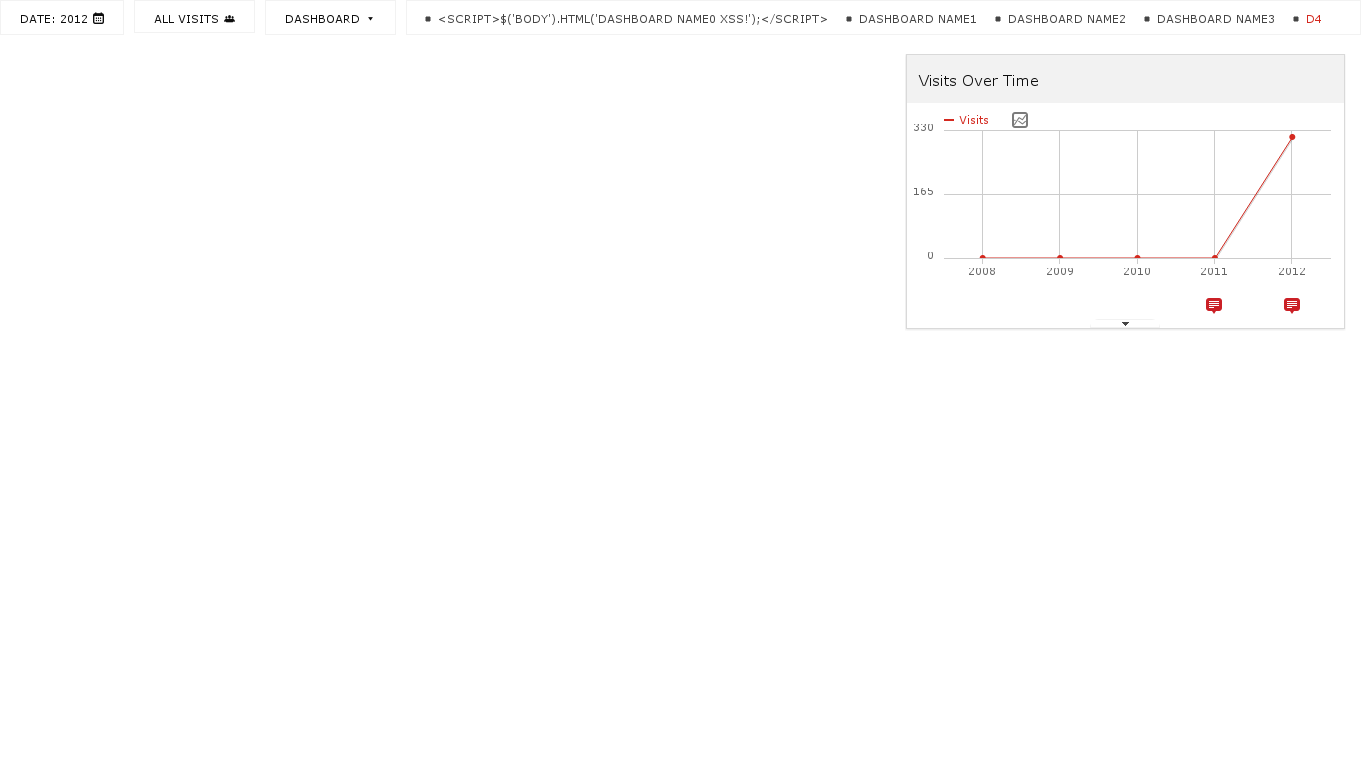 DATE: 2012 ALL VISITS DASHBOARD <SCRIPT>$('BODY').HTML('DASHBOARD NAME0 XSS!');</SCRIPT> DASHBOARD NAME1 DASHBOARD NAME2 DASHBOARD NAME3 D4
Visits Over Time
Visits
330
165
0
2008 2009 2010 2011 2012